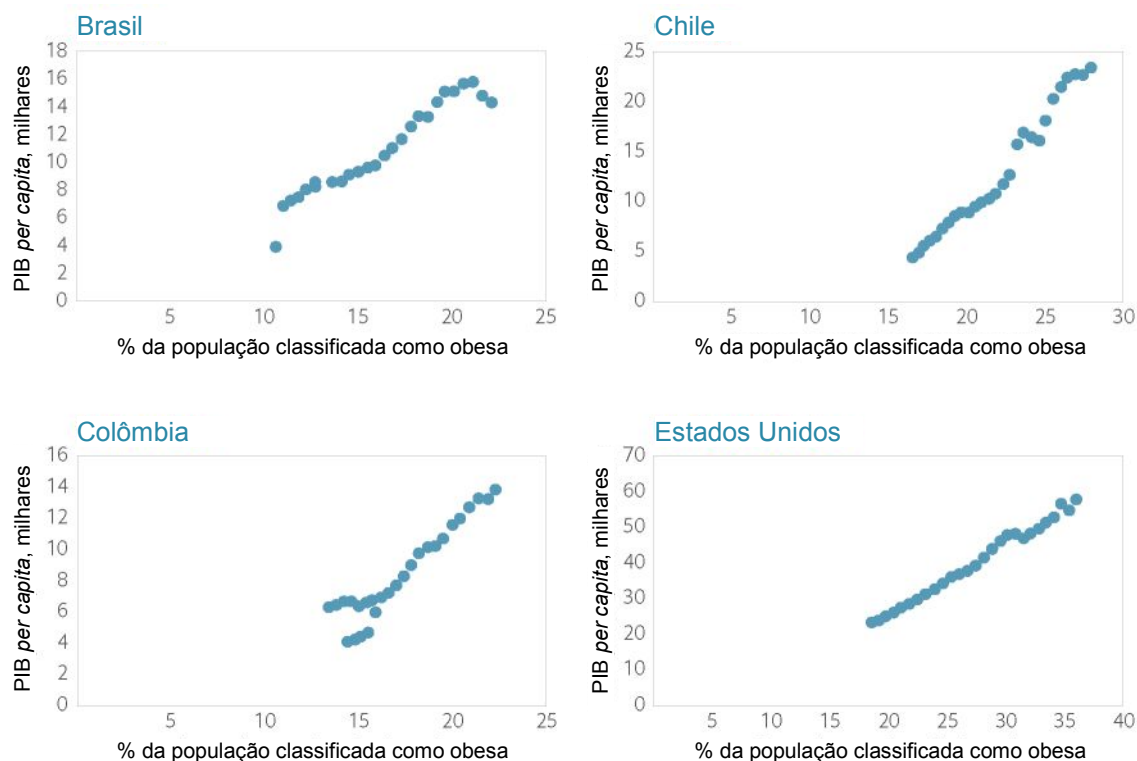 Brasil
PIB per capita, milhares
18
16
14
12
10
8
6
4
2
0
5 10 15 20 25
% da população classificada como obesa
Chile
PIB per capita, milhares
25
20
15
10
5
0
5 10 15 20 25 30
% da população classificada como obesa
Colômbia
PIB per capita, milhares
16
14
12
10
8
6
4
2
0
5 10 15 20 25
% da população classificada como obesa
Estados Unidos
PIB per capita, milhares
70
60
50
40
30
20
10
0
5 10 15 20 25 30 35 40
% da população classificada como obesa